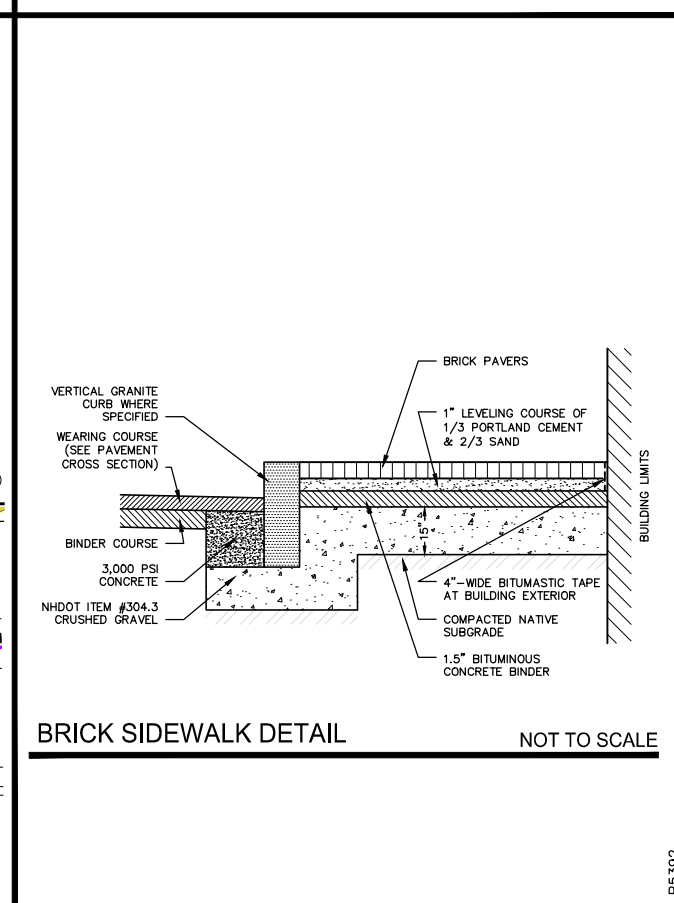 BRICK PAVERS
VERTICAL GRANITE
CURB WHERE
SPECIFIED
1" LEVELING COURSE OF
1/3 PORTLAND CEMENT
& 2/3 SAND
WEARING COURSE
(SEE PAVEMENT
CROSS SECTION)
BUILDING LIMITS
15"
BINDER COURSE
3,000 PSI
CONCRETE
4"-WIDE BITUMASTIC TAPE
AT BUILDING EXTERIOR
NHDOT ITEM #304.3
CRUSHED GRAVEL
COMPACTED NATIVE
SUBGRADE
1.5" BITUMINOUS
CONCRETE BINDER
BRICK SIDEWALK DETAIL
NOT TO SCALE